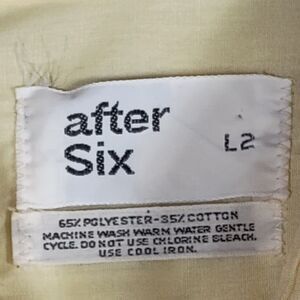 after
Six
L2
65% POLYESTER-35% COTTON
MACHINE WASH WARM WATER GENTLE
CYCLE. DO NOT USE CHLORINE BLEACH.
USE COOL IRON.